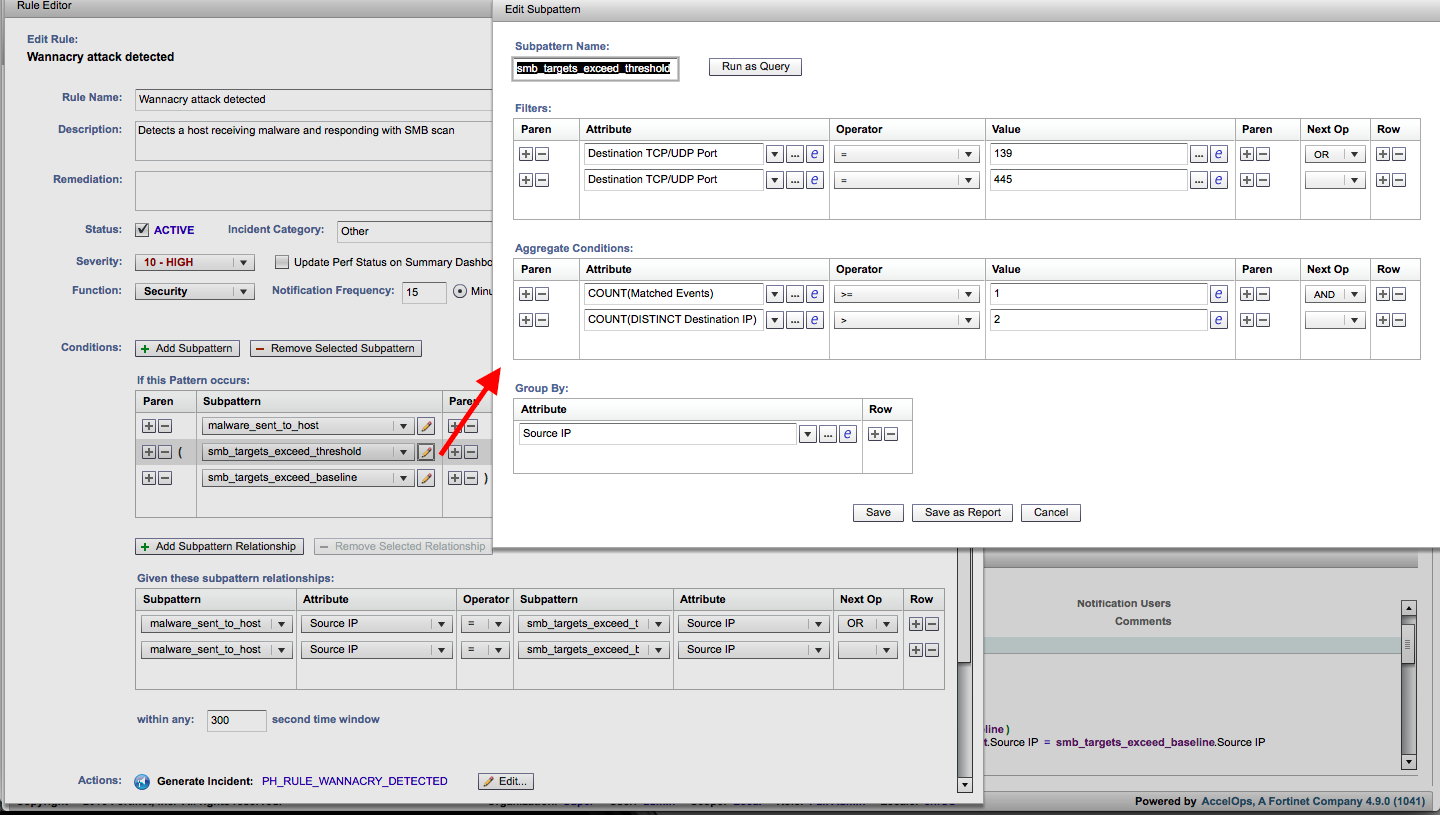 Rule Editor
Edit Rule:
Wannacry attack detected
Rule Name: Wannacry attack detected
Description: Detects a host receiving malware and responding with SMB scan
Remediation:
Status: ACTIVE Incident Category: Other
Severity: 10 - HIGH Update Perf Status on Summary Dashbo
Function: Security Notification Frequency: 15 Minu
Conditions: + Add Subpattern − Remove Selected Subpattern
If this Pattern occurs:
Paren Subpattern Paren
+ − malware_sent_to_host + −
+ − ( smb_targets_exceed_threshold + −
+ − smb_targets_exceed_baseline + − )
+ Add Subpattern Relationship − Remove Selected Relationship
Given these subpattern relationships:
Subpattern Attribute Operator Subpattern Attribute Next Op Row
malware_sent_to_host Source IP = smb_targets_exceed_t Source IP OR + −
malware_sent_to_host Source IP = smb_targets_exceed_b Source IP + −
within any: 300 second time window
Actions: Generate Incident: PH_RULE_WANNACRY_DETECTED Edit...
Edit Subpattern
Subpattern Name:
smb_targets_exceed_threshold Run as Query
Filters:
Paren Attribute Operator Value Paren Next Op Row
+ − Destination TCP/UDP Port ... e = 139 ... e + − OR + −
+ − Destination TCP/UDP Port ... e = 445 ... e + − + −
Aggregate Conditions:
Paren Attribute Operator Value Paren Next Op Row
+ − COUNT(Matched Events) ... e >= 1 e + − AND + −
+ − COUNT(DISTINCT Destination IP) ... e > 2 e + − + −
Group By:
Attribute Row
Source IP ... e + −
Save Save as Report Cancel
Notification Users
Comments
line )
t.Source IP = smb_targets_exceed_baseline.Source IP
Powered by AccelOps, A Fortinet Company 4.9.0 (1041)